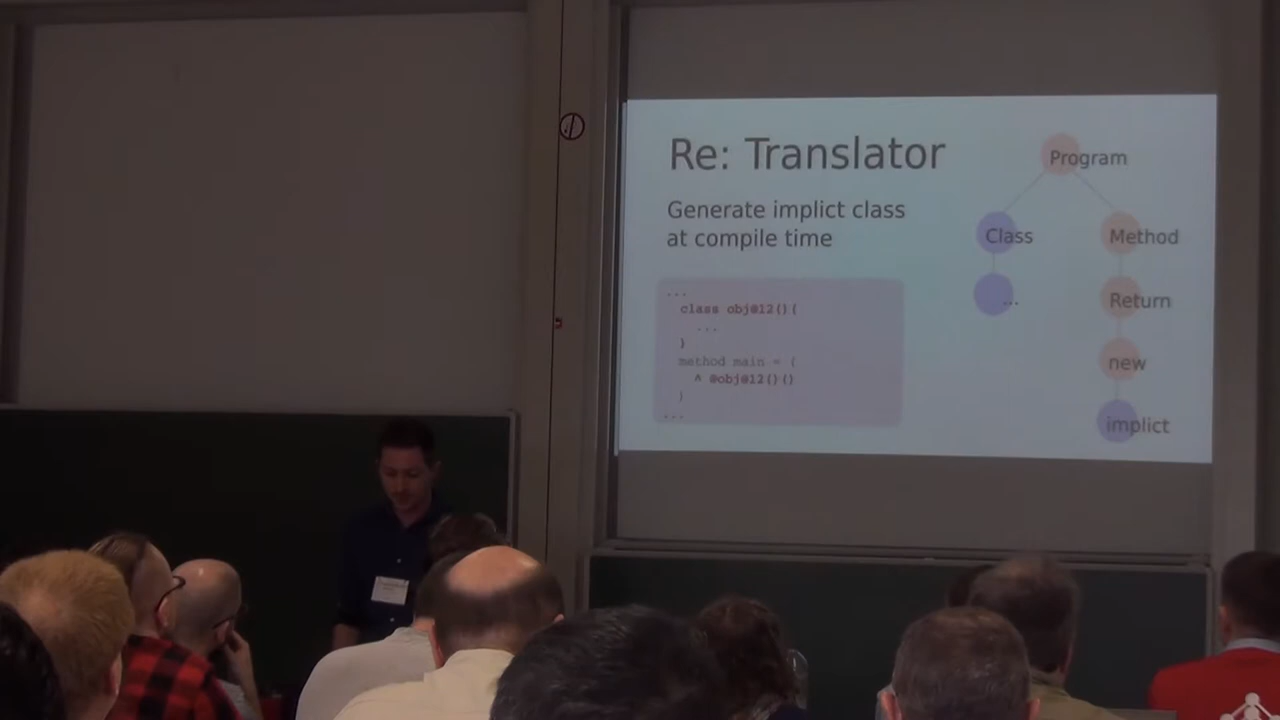 Re: Translator
Generate implict class
at compile time
...
class obj@12(){
...
}
method main = (
^ @obj@12()()
)
...
Program
Class
Method
...
Return
new
implict